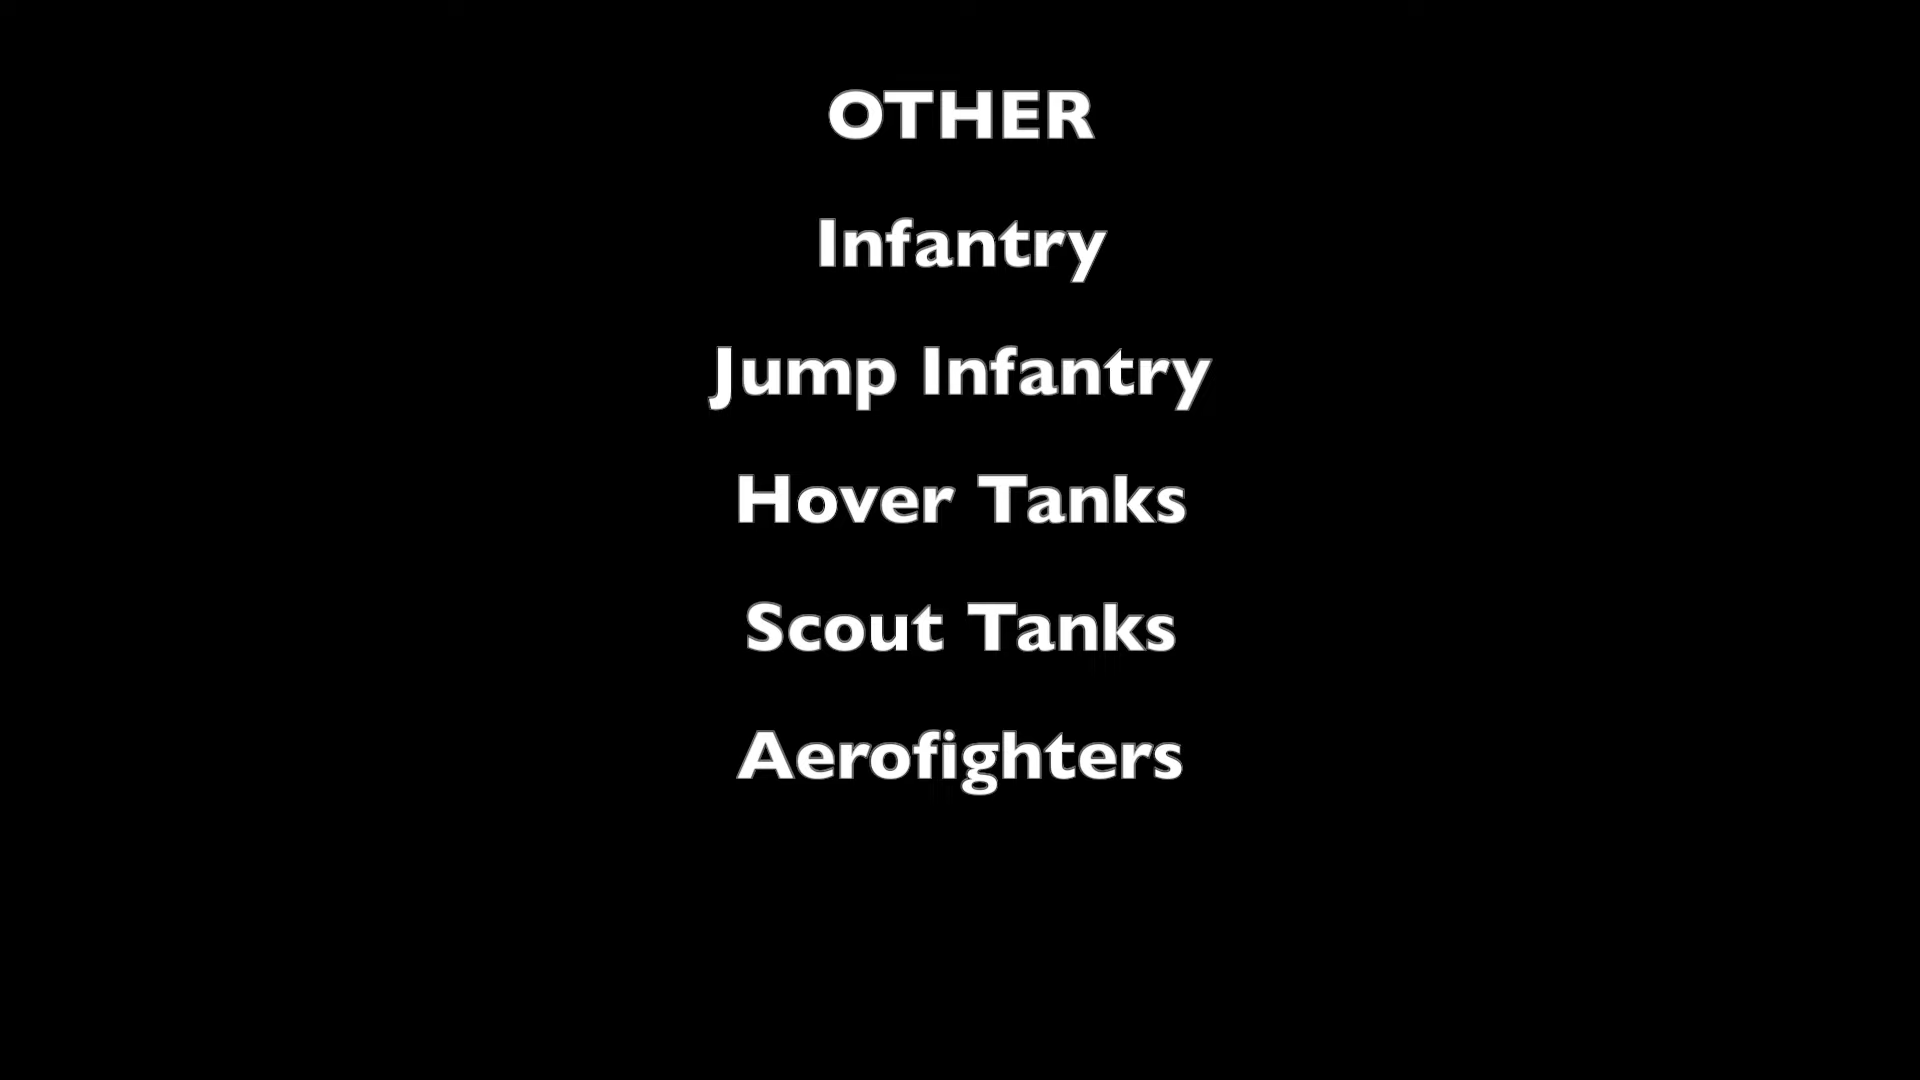 OTHER
Infantry
Jump Infantry
Hover Tanks
Scout Tanks
Aerofighters